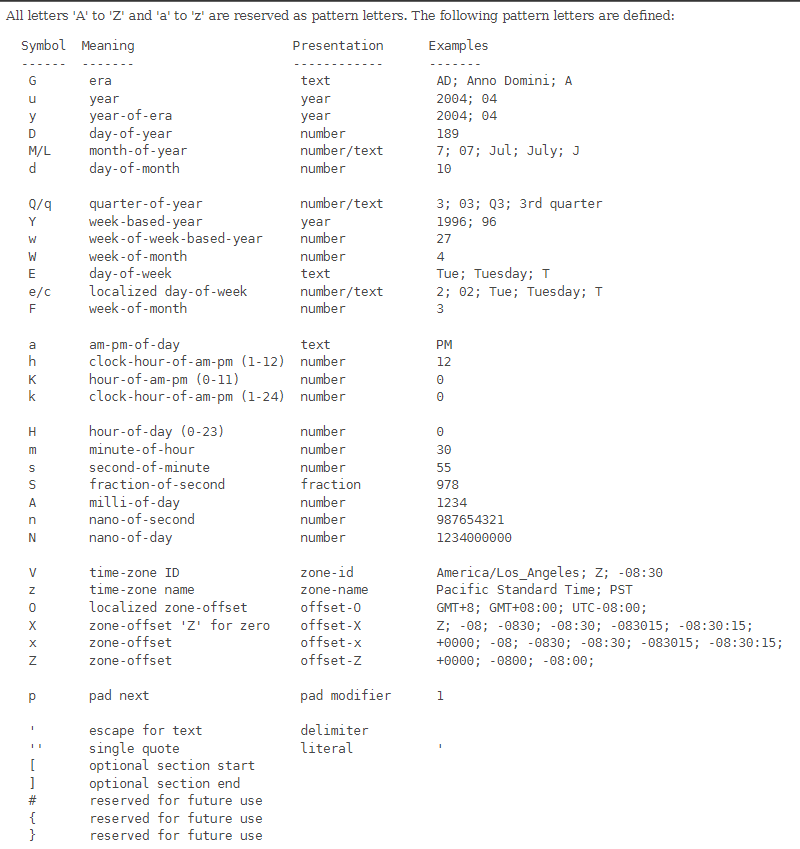 All letters 'A' to 'Z' and 'a' to 'z' are reserved as pattern letters. The following pattern letters are defined:
Symbol  Meaning                     Presentation      Examples
------  -------                     ------------      -------
G       era                         text              AD; Anno Domini; A
u       year                        year              2004; 04
y       year-of-era                 year              2004; 04
D       day-of-year                 number            189
M/L     month-of-year               number/text       7; 07; Jul; July; J
d       day-of-month                number            10
Q/q     quarter-of-year             number/text       3; 03; Q3; 3rd quarter
Y       week-based-year             year              1996; 96
w       week-of-week-based-year     number            27
W       week-of-month               number            4
E       day-of-week                 text              Tue; Tuesday; T
e/c     localized day-of-week       number/text       2; 02; Tue; Tuesday; T
F       week-of-month               number            3
a       am-pm-of-day                text              PM
h       clock-hour-of-am-pm (1-12)  number            12
K       hour-of-am-pm (0-11)        number            0
k       clock-hour-of-am-pm (1-24)  number            0
H       hour-of-day (0-23)          number            0
m       minute-of-hour              number            30
s       second-of-minute            number            55
S       fraction-of-second          fraction          978
A       milli-of-day                number            1234
n       nano-of-second              number            987654321
N       nano-of-day                 number            1234000000
V       time-zone ID                zone-id           America/Los_Angeles; Z; -08:30
z       time-zone name              zone-name         Pacific Standard Time; PST
O       localized zone-offset       offset-O          GMT+8; GMT+08:00; UTC-08:00;
X       zone-offset 'Z' for zero    offset-X          Z; -08; -0830; -08:30; -083015; -08:30:15;
x       zone-offset                 offset-x          +0000; -08; -0830; -08:30; -083015; -08:30:15;
Z       zone-offset                 offset-Z          +0000; -0800; -08:00;
p       pad next                    pad modifier      1
'       escape for text             delimiter
''      single quote                literal           '
[       optional section start
]       optional section end
#       reserved for future use
{       reserved for future use
}       reserved for future use